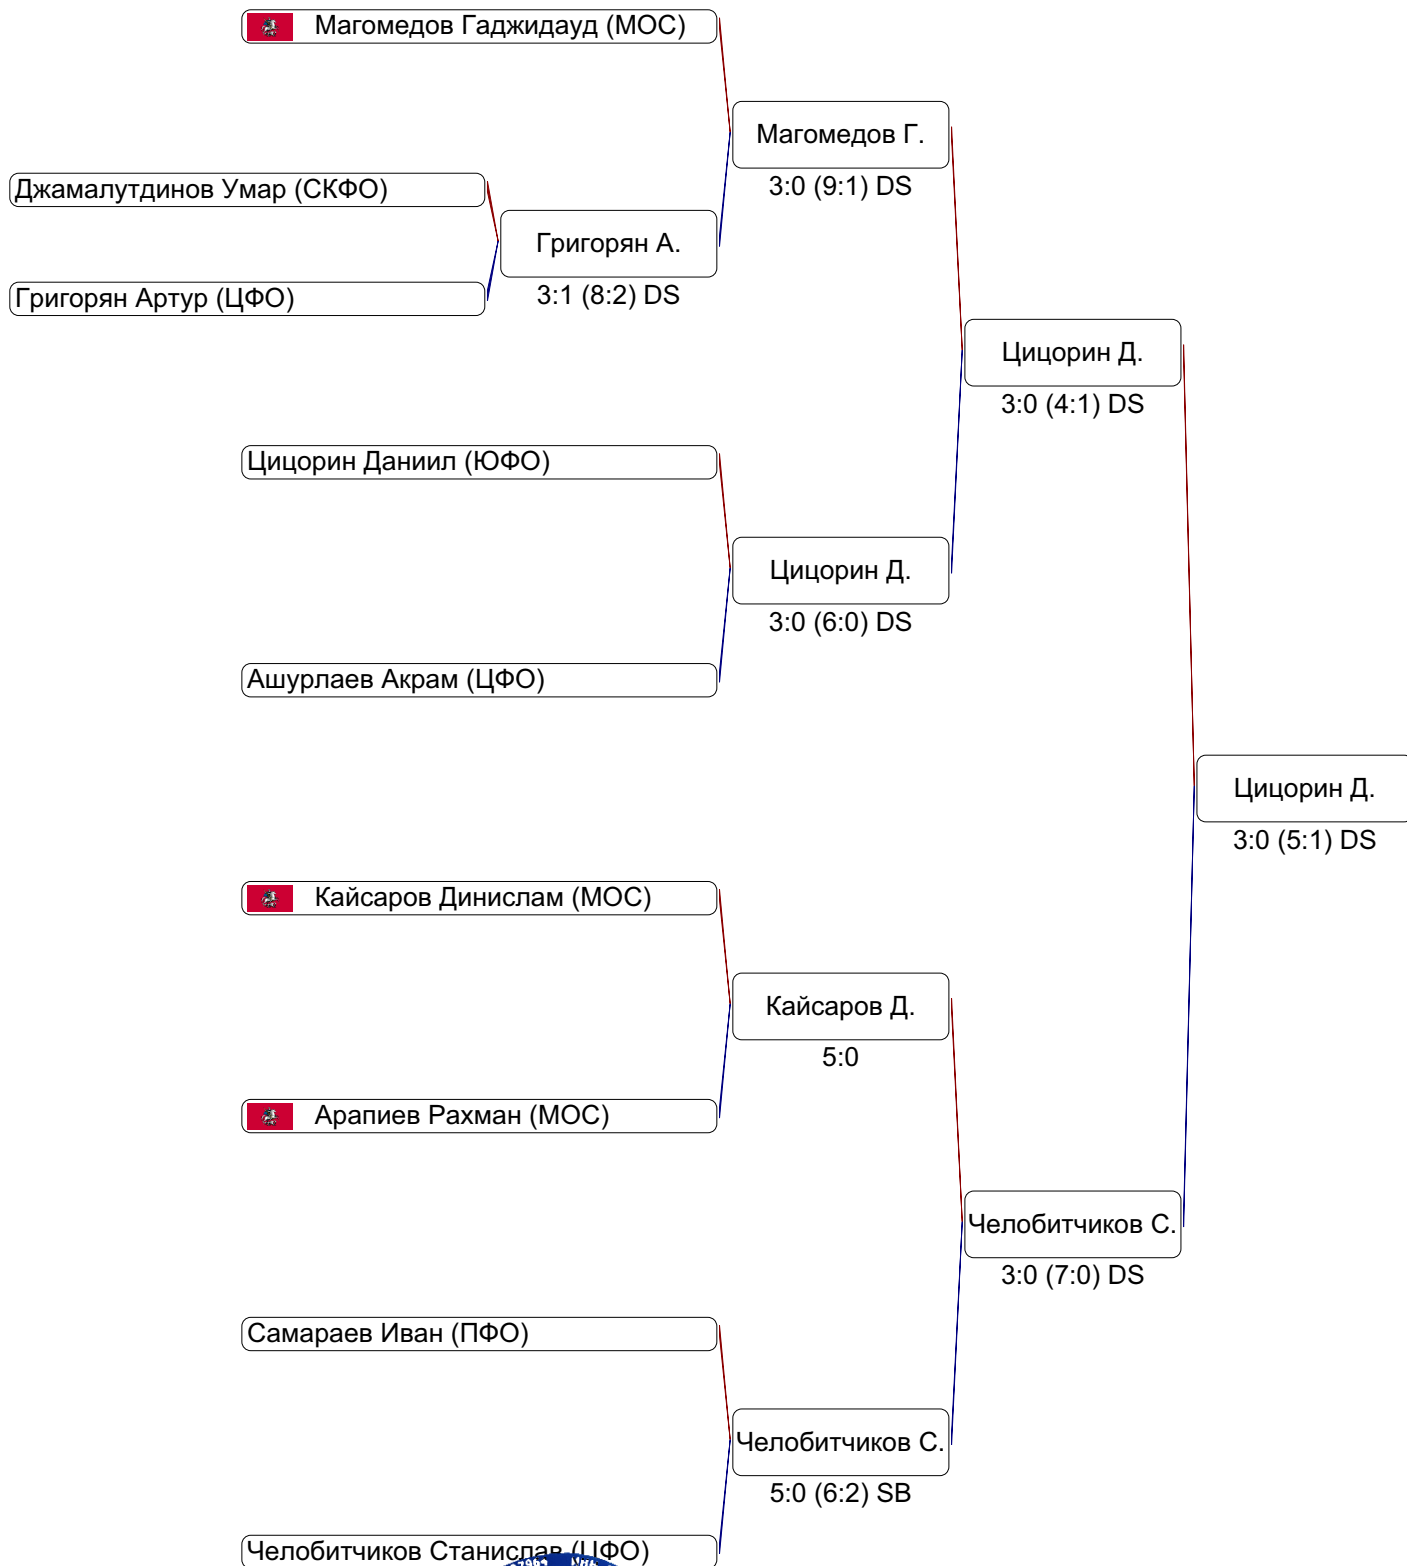 Магомедов Гаджидауд (МОС)
Магомедов Г.
3:0 (9:1) DS
Джамалутдинов Умар (СКФО)
Григорян А.
3:1 (8:2) DS
Григорян Артур (ЦФО)
Цицорин Д.
3:0 (4:1) DS
Цицорин Даниил (ЮФО)
Цицорин Д.
3:0 (6:0) DS
Ашурлаев Акрам (ЦФО)
Цицорин Д.
3:0 (5:1) DS
Кайсаров Динислам (МОС)
Кайсаров Д.
5:0
Арапиев Рахман (МОС)
Челобитчиков С.
3:0 (7:0) DS
Самараев Иван (ПФО)
Челобитчиков С.
5:0 (6:2) SB
Челобитчиков Станислав (ЦФО)